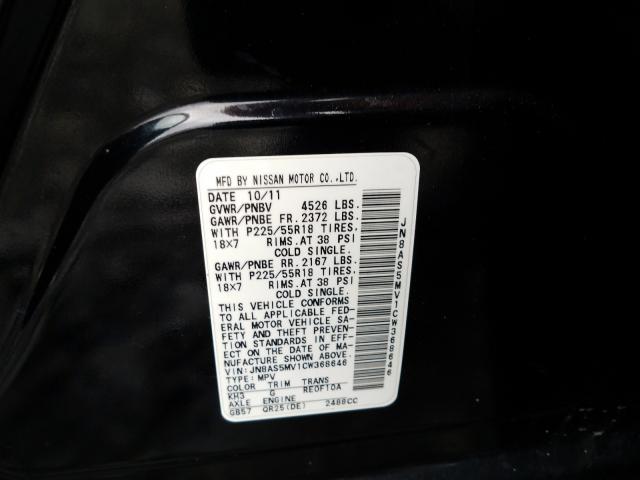 MFD BY NISSAN MOTOR CO.,LTD.
DATE 10/11
GVWR/PNBV 4526 LBS.
GAWR/PNBE FR. 2372 LBS.
WITH P225/55R18 TIRES.
18X7 RIMS. AT 38 PSI
COLD SINGLE.
GAWR/PNBE RR. 2167 LBS.
WITH P225/55R18 TIRES.
18X7 RIMS. AT 38 PSI
COLD SINGLE.
THIS VEHICLE CONFORMS
TO ALL APPLICABLE FED-
ERAL MOTOR VEHICLE SA-
FETY AND THEFT PREVEN-
TION STANDARDS IN EFF-
ECT ON THE DATE OF MA-
NUFACTURE SHOWN ABOVE.
VIN: JN8AS5MV1CW368646
TYPE: MPV
COLOR TRIM TRANS
KH3 G RE0F10A
AXLE ENGINE
GB57 QR25(DE) 2488CC
JN8AS5MV1CW368646